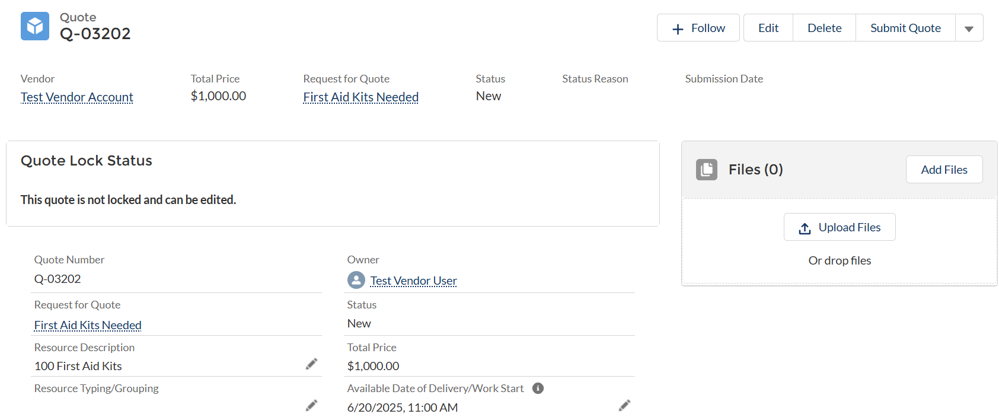 Quote
Q-03202
Follow
Edit
Delete
Submit Quote
Vendor
Total Price
Request for Quote
Status
Status Reason
Submission Date
Test Vendor Account
$1,000.00
First Aid Kits Needed
New
Quote Lock Status
This quote is not locked and can be edited.
Files (0)
Add Files
Upload Files
Or drop files
Quote Number
Q-03202
Owner
Test Vendor User
Request for Quote
First Aid Kits Needed
Status
New
Resource Description
100 First Aid Kits
Total Price
$1,000.00
Resource Typing/Grouping
Available Date of Delivery/Work Start
6/20/2025, 11:00 AM